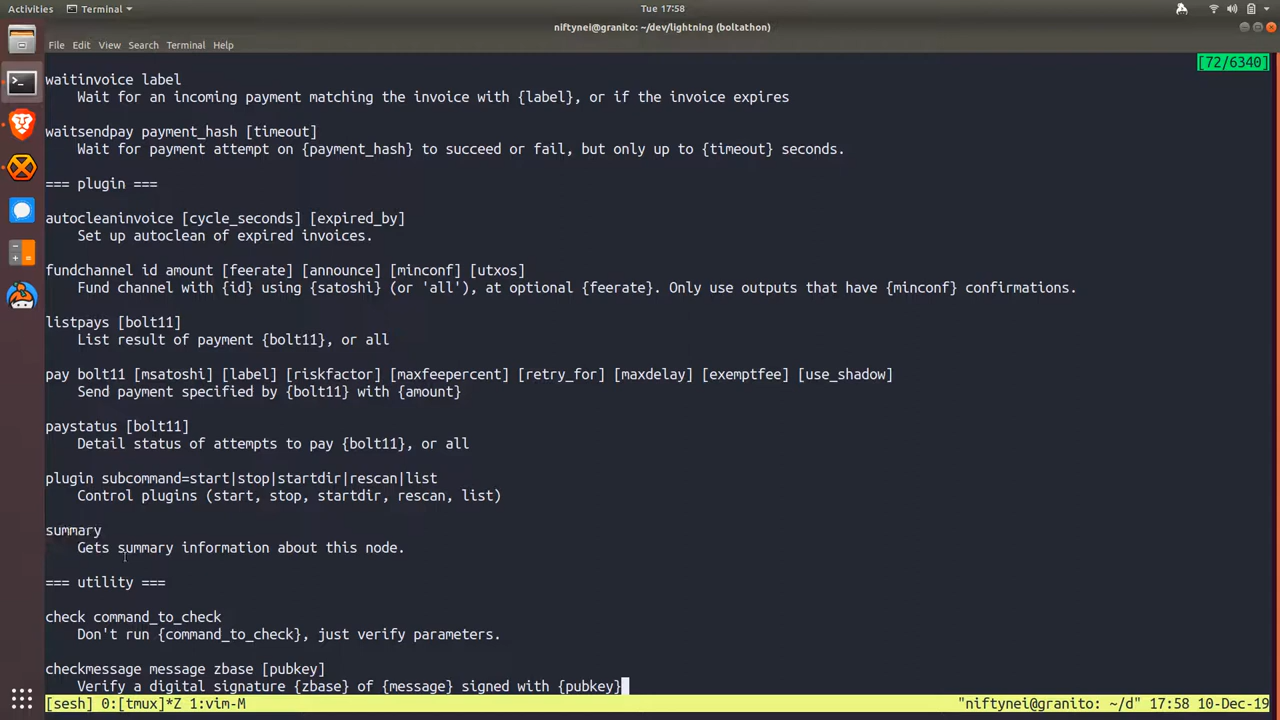 Activities Terminal Tue 17:58
niftynei@granito: ~/dev/lightning (boltathon)
File Edit View Search Terminal Help
[72/6340]
waitinvoice label
Wait for an incoming payment matching the invoice with {label}, or if the invoice expires
waitsendpay payment_hash [timeout]
Wait for payment attempt on {payment_hash} to succeed or fail, but only up to {timeout} seconds.
=== plugin ===
autocleaninvoice [cycle_seconds] [expired_by]
Set up autoclean of expired invoices.
fundchannel id amount [feerate] [announce] [minconf] [utxos]
Fund channel with {id} using {satoshi} (or 'all'), at optional {feerate}. Only use outputs that have {minconf} confirmations.
listpays [bolt11]
List result of payment {bolt11}, or all
pay bolt11 [msatoshi] [label] [riskfactor] [maxfeepercent] [retry_for] [maxdelay] [exemptfee] [use_shadow]
Send payment specified by {bolt11} with {amount}
paystatus [bolt11]
Detail status of attempts to pay {bolt11}, or all
plugin subcommand=start|stop|startdir|rescan|list
Control plugins (start, stop, startdir, rescan, list)
summary
Gets summary information about this node.
=== utility ===
check command_to_check
Don't run {command_to_check}, just verify parameters.
checkmessage message zbase [pubkey]
Verify a digital signature {zbase} of {message} signed with {pubkey}
[sesh] 0:[tmux]*Z 1:vim-M "niftynei@granito: ~/d" 17:58 10-Dec-19